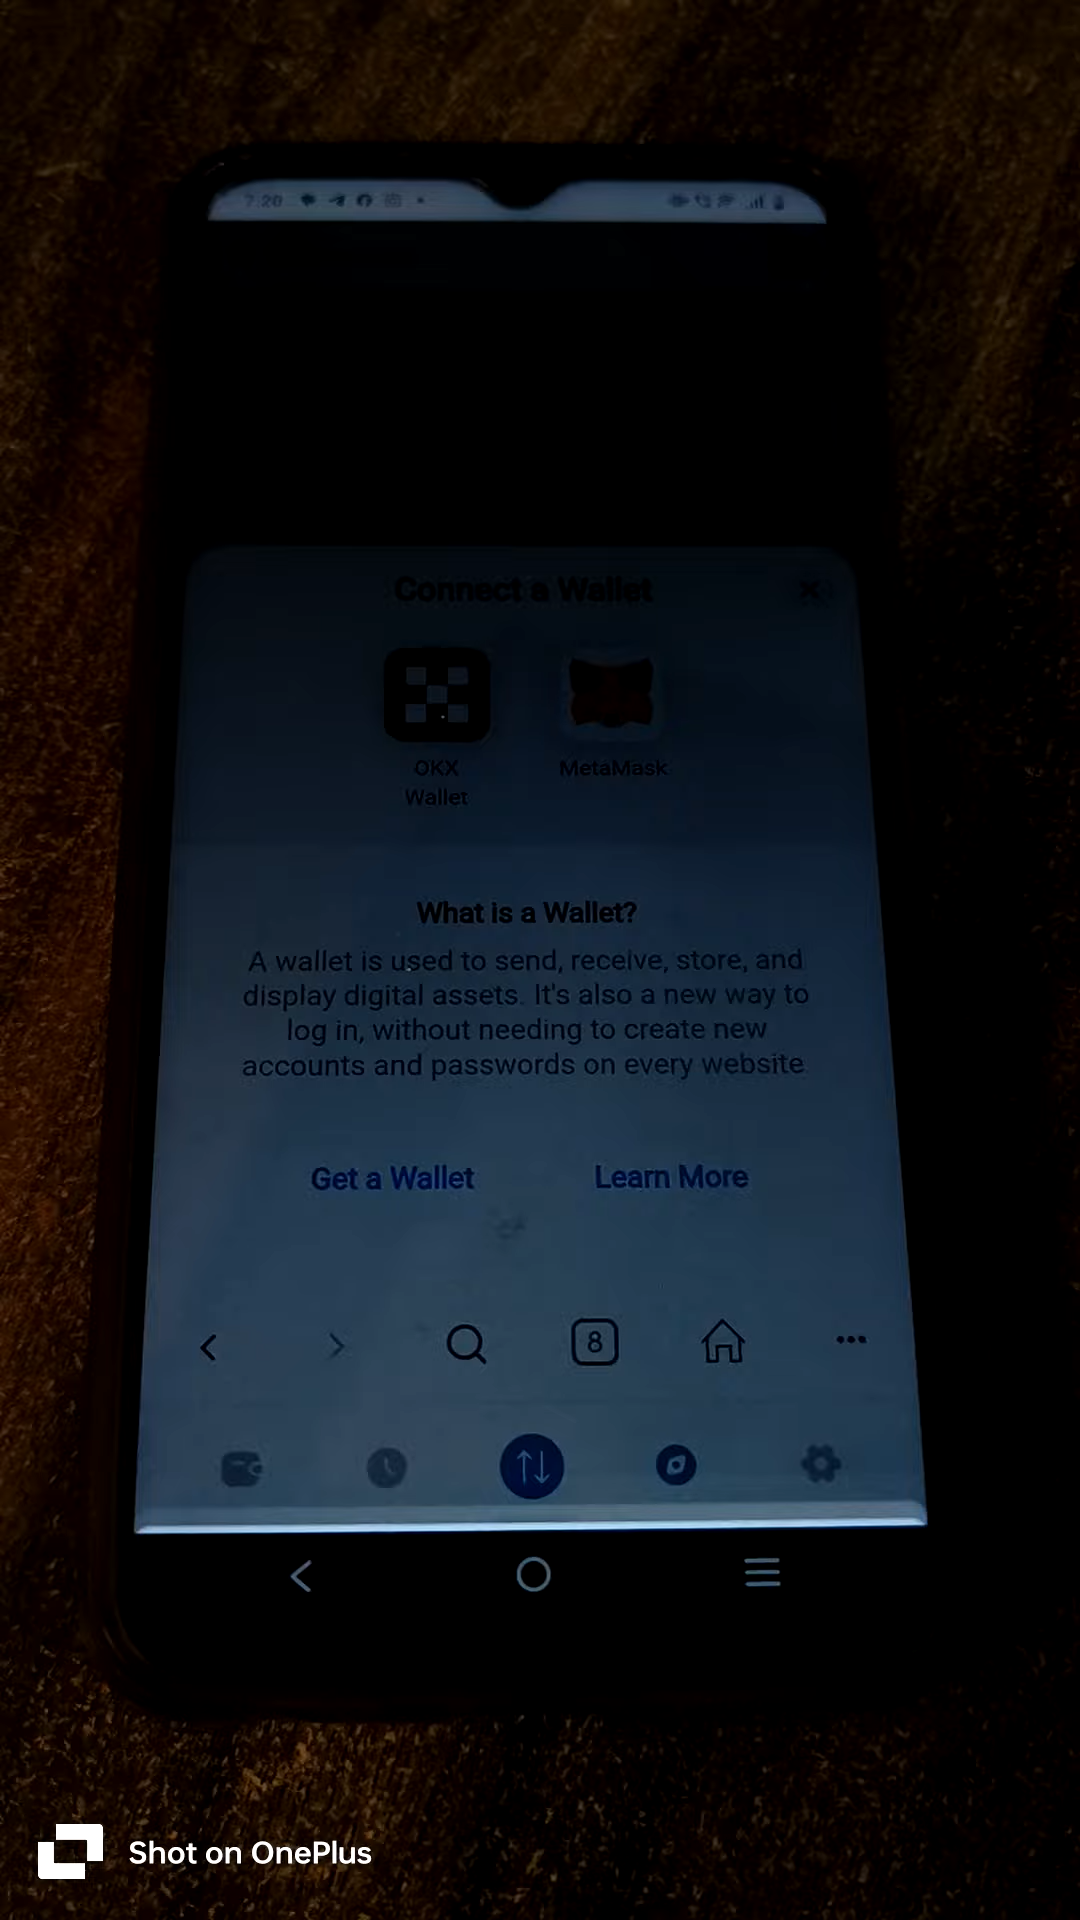 7:20
Connect a Wallet
OKX
Wallet
MetaMask
What is a Wallet?
A wallet is used to send, receive, store, and
display digital assets. It's also a new way to
log in, without needing to create new
accounts and passwords on every website
Get a Wallet
Learn More
8
Shot on OnePlus